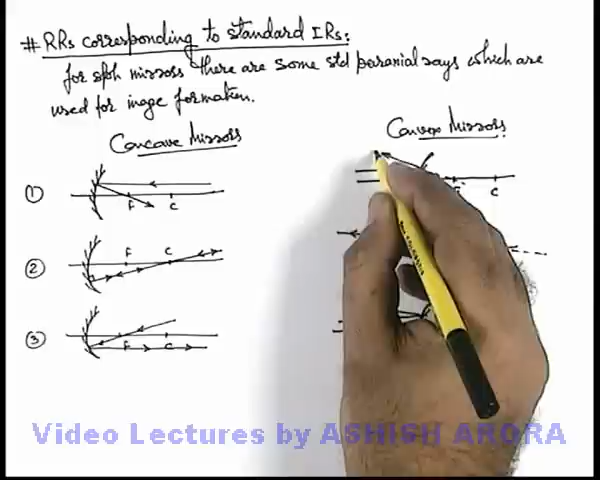 # RRs corresponding to standard IRs:
for sph mirrors there are some std paraxial rays which are
used for image formation.
Concave Mirrors
Convex Mirrors:
1
F C
F C
2
F C
3
F C
Video Lectures by ASHISH ARORA